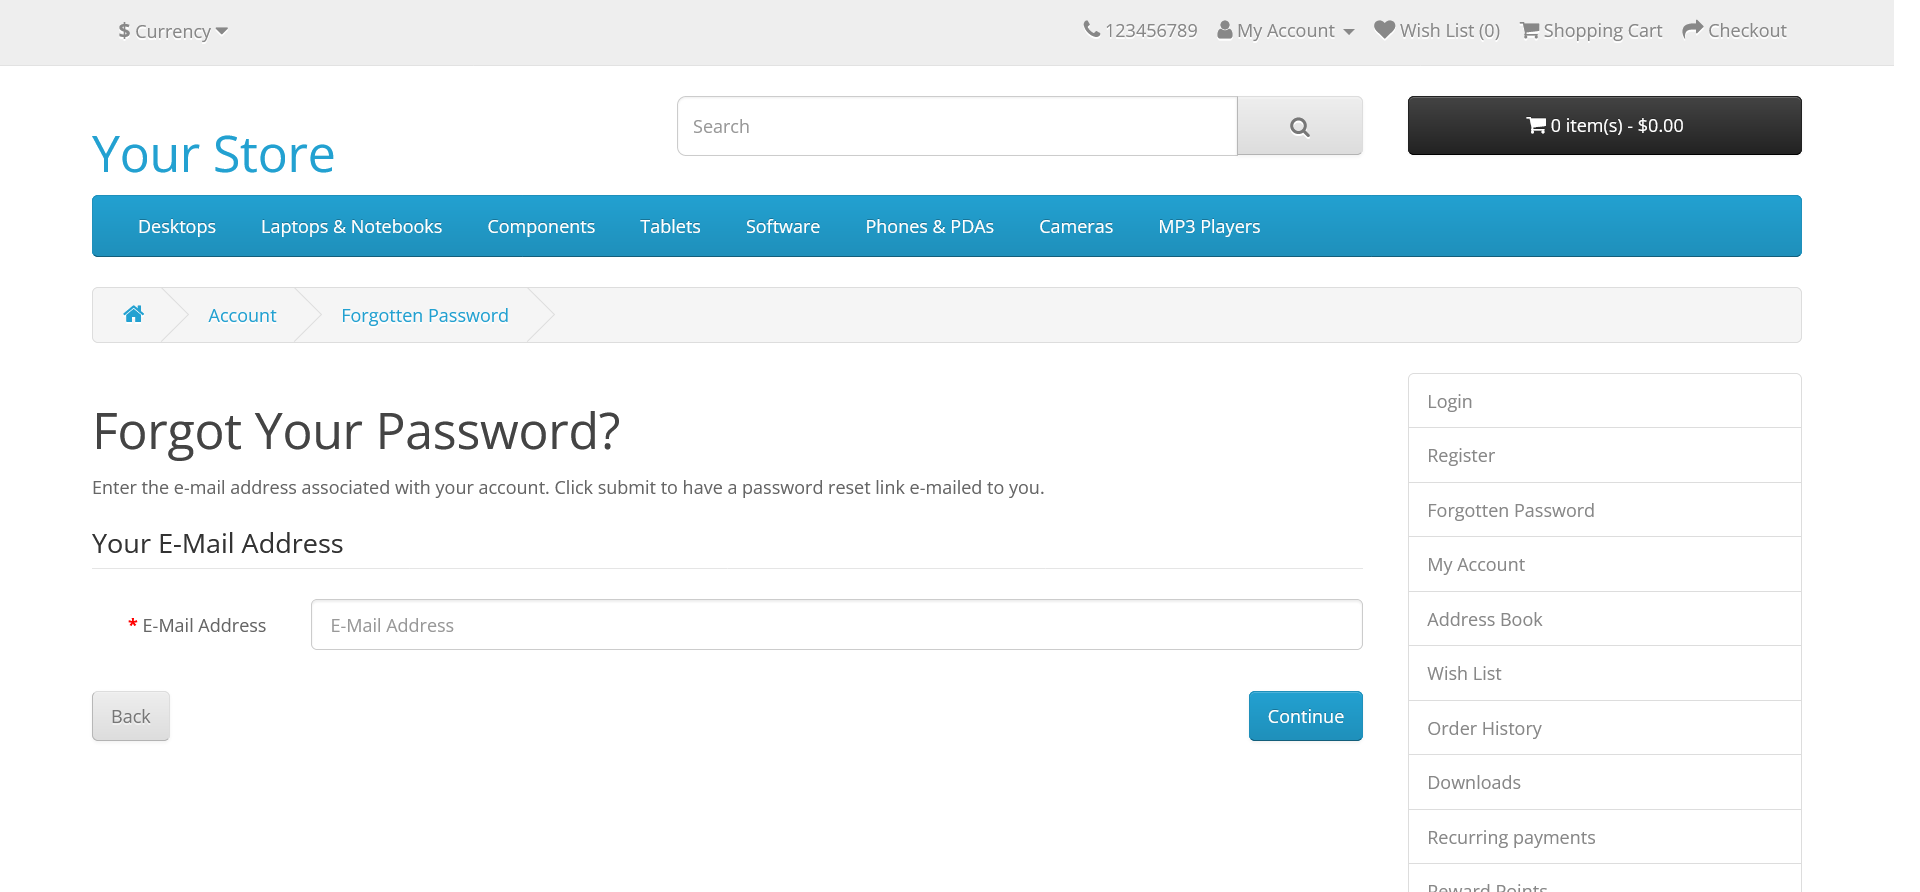 $ Currency
123456789 My Account Wish List (0) Shopping Cart Checkout
Your Store
Search
0 item(s) - $0.00
Desktops Laptops & Notebooks Components Tablets Software Phones & PDAs Cameras MP3 Players
Account Forgotten Password
Forgot Your Password?
Enter the e-mail address associated with your account. Click submit to have a password reset link e-mailed to you.
Your E-Mail Address
* E-Mail Address
E-Mail Address
Back
Continue
Login
Register
Forgotten Password
My Account
Address Book
Wish List
Order History
Downloads
Recurring payments
Reward Points